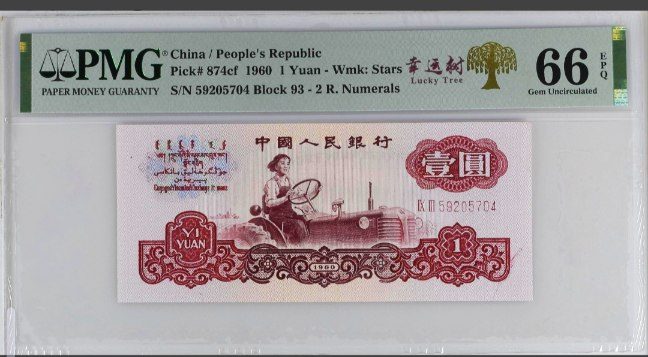 PMG
PAPER MONEY GUARANTY
China / People's Republic
Pick# 874cf 1960 1 Yuan - Wmk: Stars
S/N 59205704 Block 93 - 2 R. Numerals
幸运树
Lucky Tree
66 EPQ
Gem Uncirculated
中國人民銀行
壹圓
IX III 59205704
YI
YUAN
1
1960